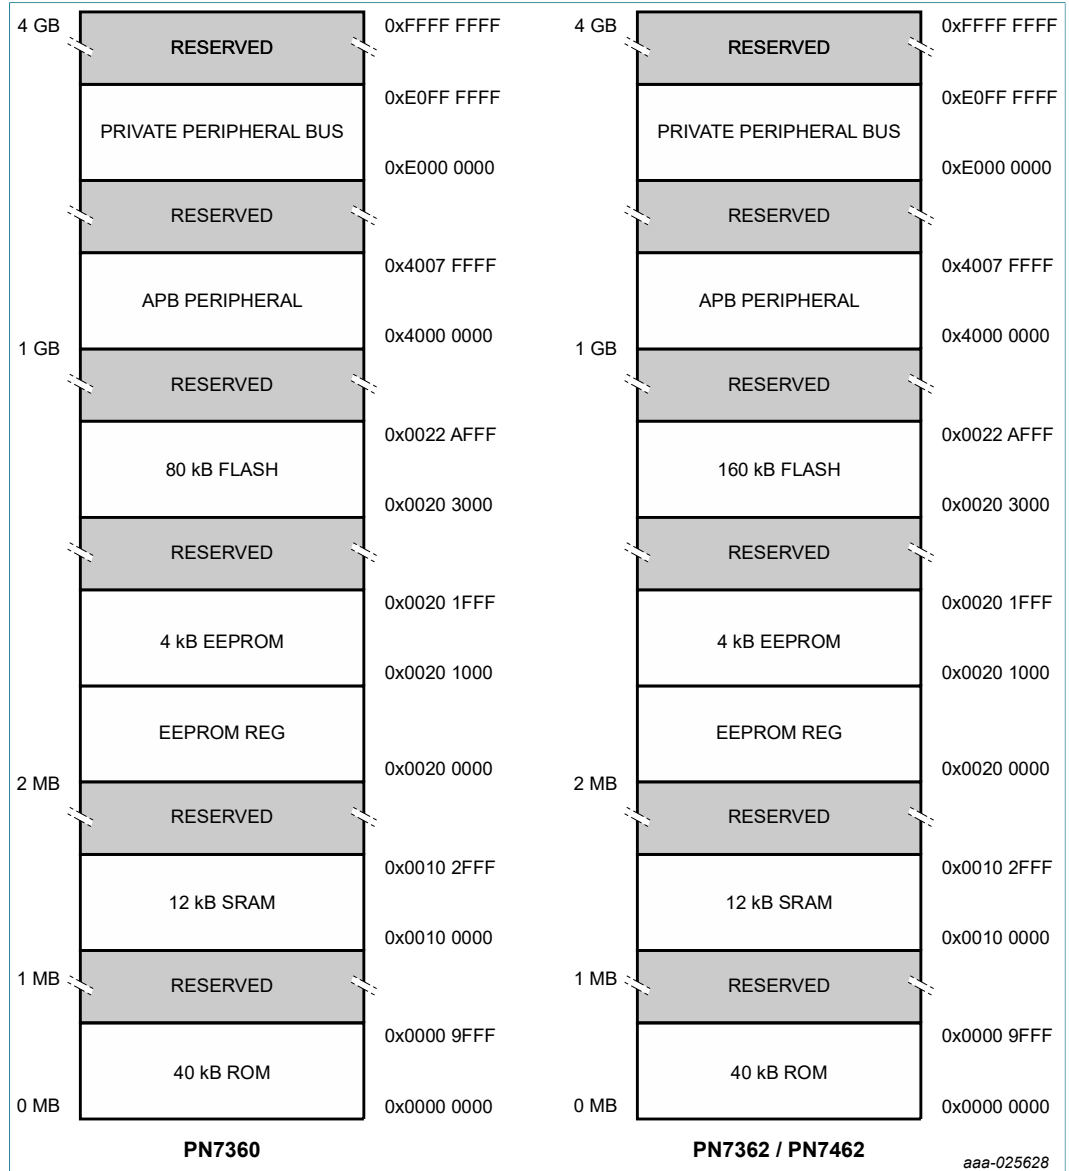 4 GB
RESERVED
0xFFFF FFFF
0xE0FF FFFF
PRIVATE PERIPHERAL BUS
0xE000 0000
RESERVED
0x4007 FFFF
APB PERIPHERAL
0x4000 0000
1 GB
RESERVED
0x0022 AFFF
80 kB FLASH
0x0020 3000
RESERVED
0x0020 1FFF
4 kB EEPROM
0x0020 1000
EEPROM REG
0x0020 0000
2 MB
RESERVED
0x0010 2FFF
12 kB SRAM
0x0010 0000
1 MB
RESERVED
0x0000 9FFF
40 kB ROM
0 MB
0x0000 0000
PN7360
4 GB
RESERVED
0xFFFF FFFF
0xE0FF FFFF
PRIVATE PERIPHERAL BUS
0xE000 0000
RESERVED
0x4007 FFFF
APB PERIPHERAL
0x4000 0000
1 GB
RESERVED
0x0022 AFFF
160 kB FLASH
0x0020 3000
RESERVED
0x0020 1FFF
4 kB EEPROM
0x0020 1000
EEPROM REG
0x0020 0000
2 MB
RESERVED
0x0010 2FFF
12 kB SRAM
0x0010 0000
1 MB
RESERVED
0x0000 9FFF
40 kB ROM
0 MB
0x0000 0000
PN7362 / PN7462
aaa-025628